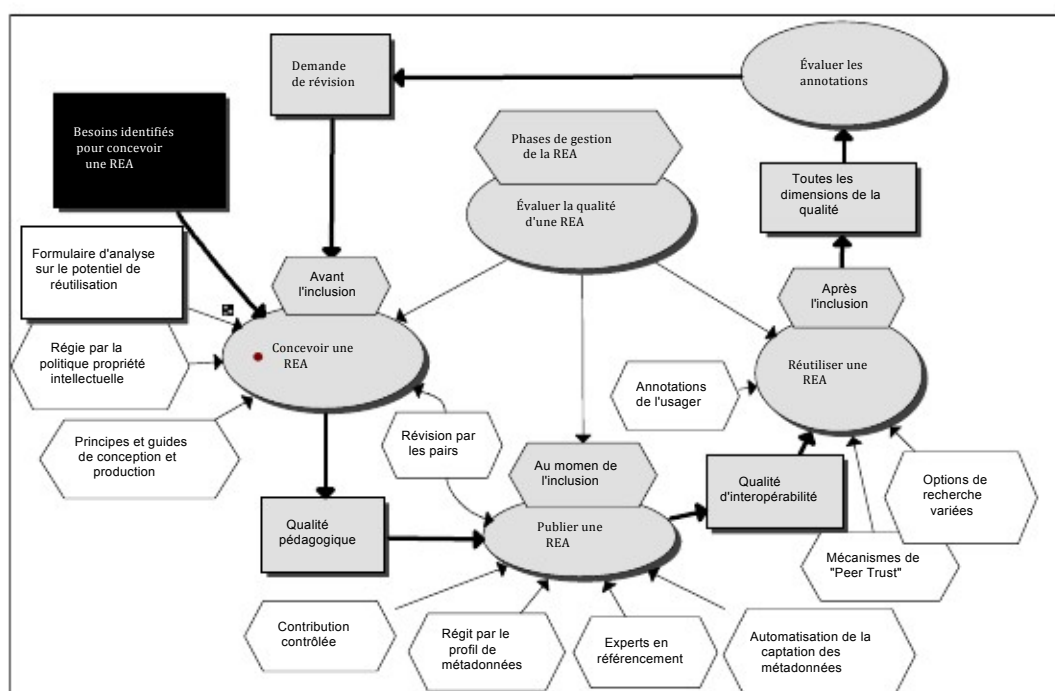 Demande
de révision
Évaluer les
annotations
Besoins identifiés
pour concevoir
une REA
Phases de gestion
de la REA
Évaluer la qualité
d'une REA
Toutes les
dimensions de la
qualité
Formulaire d'analyse
sur le potentiel de
réutilisation
Avant
l'inclusion
Après
l'inclusion
Régie par la
politique propriété
intellectuelle
Concevoir une
REA
Réutiliser une
REA
Annotations
de l'usager
Principes et guides
de conception et
production
Révision par
les pairs
Au momen de
l'inclusion
Qualité
d'interopérabilité
Options de
recherche
variées
Qualité
pédagogique
Publier une
REA
Mécanismes de
"Peer Trust"
Contribution
contrôlée
Régit par le
profil de
métadonnées
Experts en
référencement
Automatisation de la
captation des
métadonnées